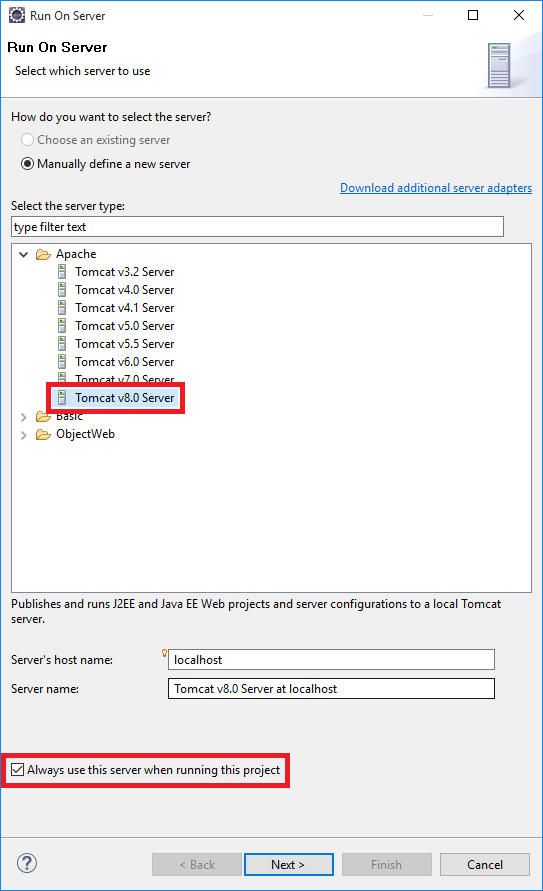 Run On Server
Run On Server
Select which server to use
How do you want to select the server?
Choose an existing server
Manually define a new server
Download additional server adapters
Select the server type:
type filter text
Apache
Tomcat v3.2 Server
Tomcat v4.0 Server
Tomcat v4.1 Server
Tomcat v5.0 Server
Tomcat v5.5 Server
Tomcat v6.0 Server
Tomcat v7.0 Server
Tomcat v8.0 Server
Basic
ObjectWeb
Publishes and runs J2EE and Java EE Web projects and server configurations to a local Tomcat
server.
Server's host name:
localhost
Server name:
Tomcat v8.0 Server at localhost
Always use this server when running this project
?
< Back
Next >
Finish
Cancel